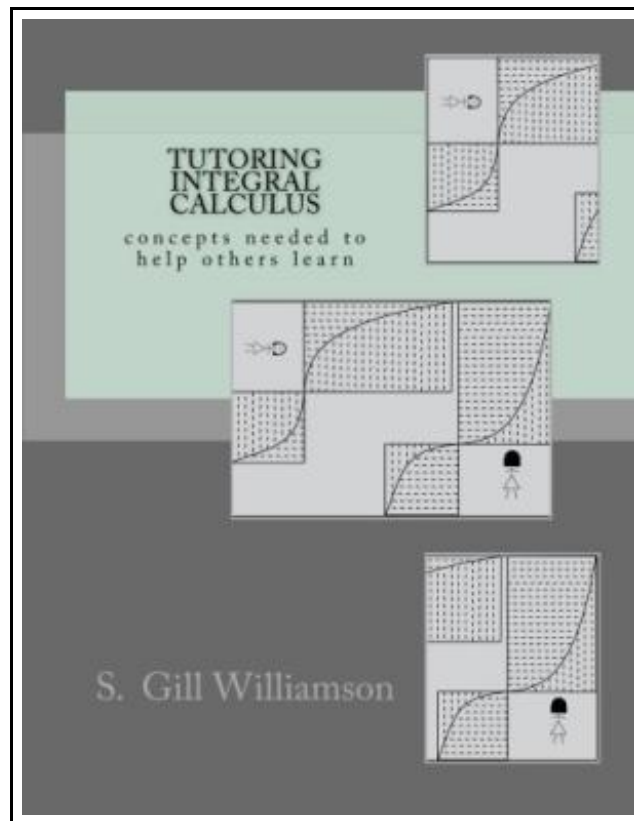 TUTORING
INTEGRAL
CALCULUS
concepts needed to
help others learn
S. Gill Williamson